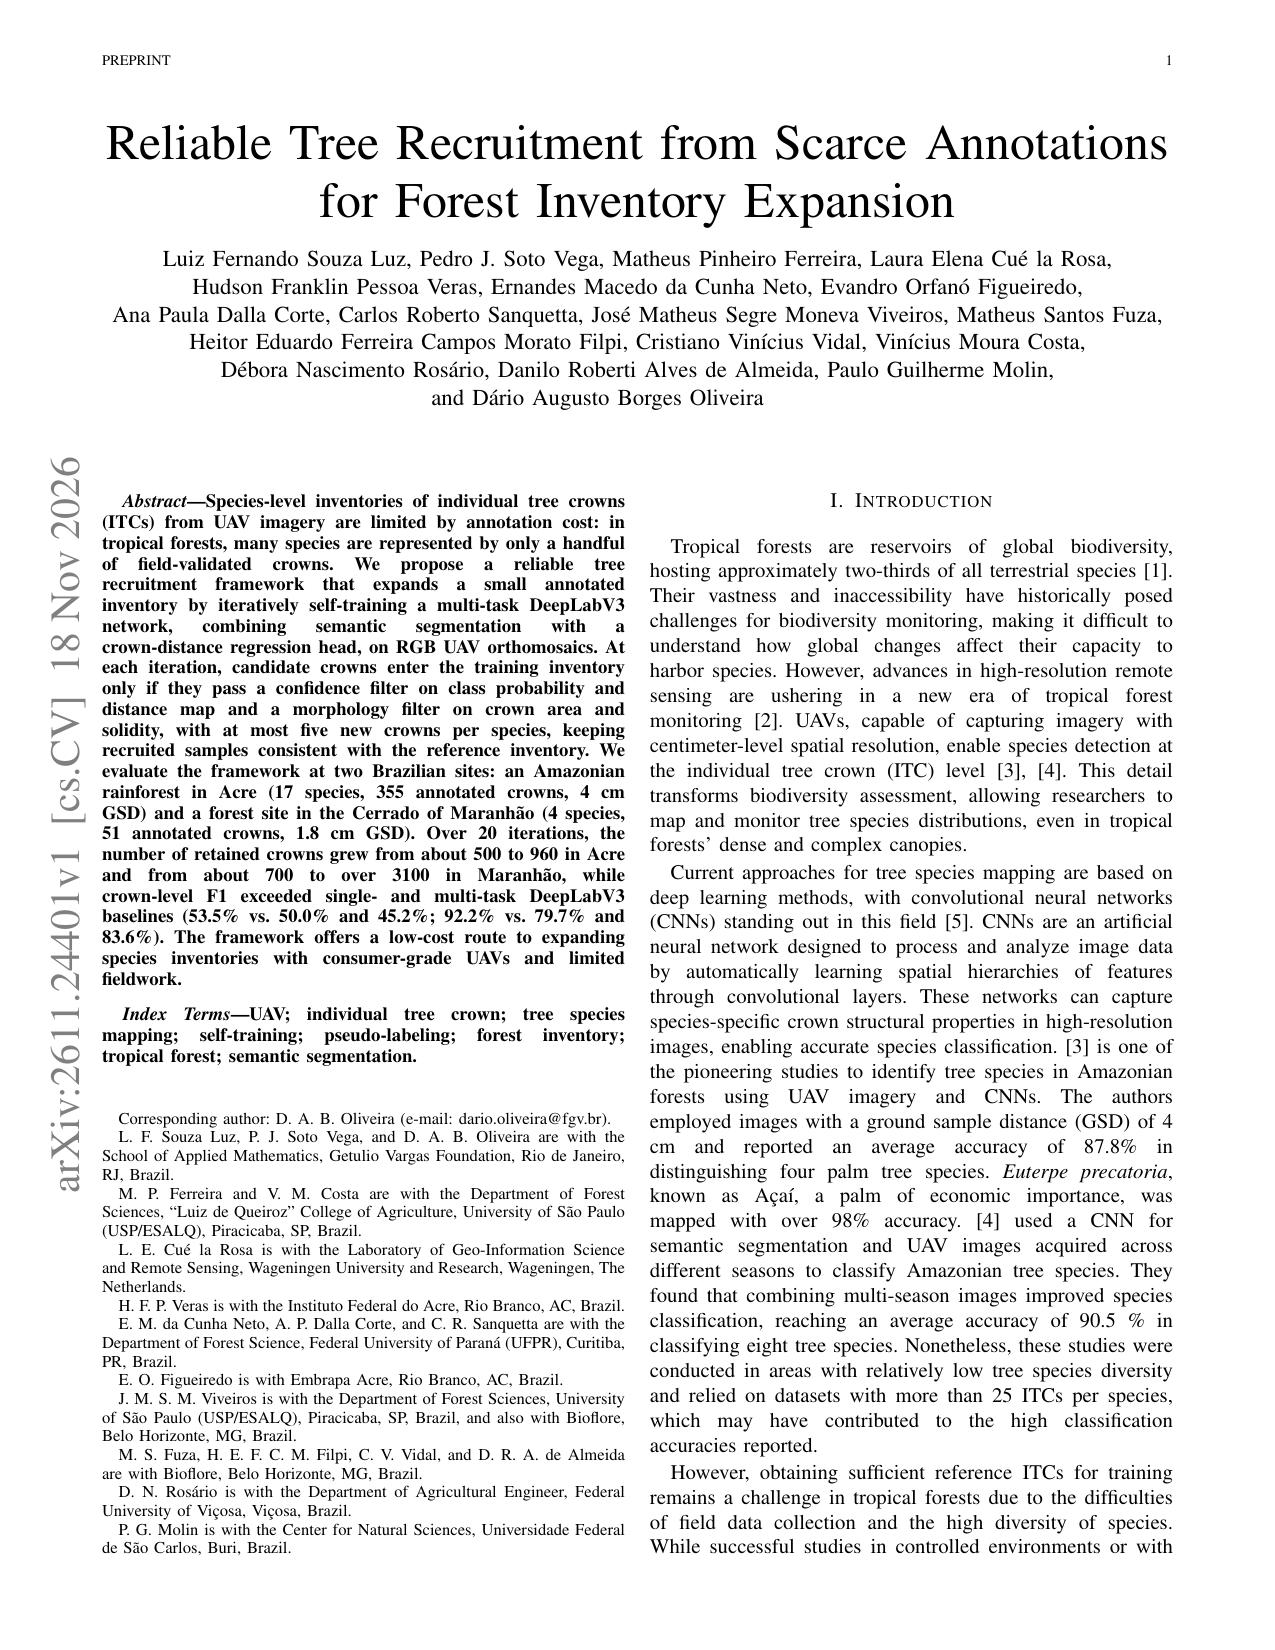 PREPRINT
1
Reliable Tree Recruitment from Scarce Annotations
for Forest Inventory Expansion
Luiz Fernando Souza Luz, Pedro J. Soto Vega, Matheus Pinheiro Ferreira, Laura Elena Cué la Rosa,
Hudson Franklin Pessoa Veras, Ernandes Macedo da Cunha Neto, Evandro Orfanó Figueiredo,
Ana Paula Dalla Corte, Carlos Roberto Sanquetta, José Matheus Segre Moneva Viveiros, Matheus Santos Fuza,
Heitor Eduardo Ferreira Campos Morato Filpi, Cristiano Vinícius Vidal, Vinícius Moura Costa,
Débora Nascimento Rosário, Danilo Roberti Alves de Almeida, Paulo Guilherme Molin,
and Dário Augusto Borges Oliveira
arXiv:2611.24401v1 [cs.CV] 18 Nov 2026
Abstract—Species-level inventories of individual tree crowns
(ITCs) from UAV imagery are limited by annotation cost: in
tropical forests, many species are represented by only a handful
of field-validated crowns. We propose a reliable tree
recruitment framework that expands a small annotated
inventory by iteratively self-training a multi-task DeepLabV3
network, combining semantic segmentation with a
crown-distance regression head, on RGB UAV orthomosaics. At
each iteration, candidate crowns enter the training inventory
only if they pass a confidence filter on class probability and
distance map and a morphology filter on crown area and
solidity, with at most five new crowns per species, keeping
recruited samples consistent with the reference inventory. We
evaluate the framework at two Brazilian sites: an Amazonian
rainforest in Acre (17 species, 355 annotated crowns, 4 cm
GSD) and a forest site in the Cerrado of Maranhão (4 species,
51 annotated crowns, 1.8 cm GSD). Over 20 iterations, the
number of retained crowns grew from about 500 to 960 in Acre
and from about 700 to over 3100 in Maranhão, while
crown-level F1 exceeded single- and multi-task DeepLabV3
baselines (53.5% vs. 50.0% and 45.2%; 92.2% vs. 79.7% and
83.6%). The framework offers a low-cost route to expanding
species inventories with consumer-grade UAVs and limited
fieldwork.
Index Terms—UAV; individual tree crown; tree species
mapping; self-training; pseudo-labeling; forest inventory;
tropical forest; semantic segmentation.
Corresponding author: D. A. B. Oliveira (e-mail: dario.oliveira@fgv.br).
L. F. Souza Luz, P. J. Soto Vega, and D. A. B. Oliveira are with the
School of Applied Mathematics, Getulio Vargas Foundation, Rio de Janeiro,
RJ, Brazil.
M. P. Ferreira and V. M. Costa are with the Department of Forest
Sciences, “Luiz de Queiroz” College of Agriculture, University of São Paulo
(USP/ESALQ), Piracicaba, SP, Brazil.
L. E. Cué la Rosa is with the Laboratory of Geo-Information Science
and Remote Sensing, Wageningen University and Research, Wageningen, The
Netherlands.
H. F. P. Veras is with the Instituto Federal do Acre, Rio Branco, AC, Brazil.
E. M. da Cunha Neto, A. P. Dalla Corte, and C. R. Sanquetta are with the
Department of Forest Science, Federal University of Paraná (UFPR), Curitiba,
PR, Brazil.
E. O. Figueiredo is with Embrapa Acre, Rio Branco, AC, Brazil.
J. M. S. M. Viveiros is with the Department of Forest Sciences, University
of São Paulo (USP/ESALQ), Piracicaba, SP, Brazil, and also with Bioflore,
Belo Horizonte, MG, Brazil.
M. S. Fuza, H. E. F. C. M. Filpi, C. V. Vidal, and D. R. A. de Almeida
are with Bioflore, Belo Horizonte, MG, Brazil.
D. N. Rosário is with the Department of Agricultural Engineer, Federal
University of Viçosa, Viçosa, Brazil.
P. G. Molin is with the Center for Natural Sciences, Universidade Federal
de São Carlos, Buri, Brazil.
I. INTRODUCTION
Tropical forests are reservoirs of global biodiversity,
hosting approximately two-thirds of all terrestrial species [1].
Their vastness and inaccessibility have historically posed
challenges for biodiversity monitoring, making it difficult to
understand how global changes affect their capacity to
harbor species. However, advances in high-resolution remote
sensing are ushering in a new era of tropical forest
monitoring [2]. UAVs, capable of capturing imagery with
centimeter-level spatial resolution, enable species detection at
the individual tree crown (ITC) level [3], [4]. This detail
transforms biodiversity assessment, allowing researchers to
map and monitor tree species distributions, even in tropical
forests’ dense and complex canopies.
Current approaches for tree species mapping are based on
deep learning methods, with convolutional neural networks
(CNNs) standing out in this field [5]. CNNs are an artificial
neural network designed to process and analyze image data
by automatically learning spatial hierarchies of features
through convolutional layers. These networks can capture
species-specific crown structural properties in high-resolution
images, enabling accurate species classification. [3] is one of
the pioneering studies to identify tree species in Amazonian
forests using UAV imagery and CNNs. The authors
employed images with a ground sample distance (GSD) of 4
cm and reported an average accuracy of 87.8% in
distinguishing four palm tree species. Euterpe precatoria,
known as Açaí, a palm of economic importance, was
mapped with over 98% accuracy. [4] used a CNN for
semantic segmentation and UAV images acquired across
different seasons to classify Amazonian tree species. They
found that combining multi-season images improved species
classification, reaching an average accuracy of 90.5 % in
classifying eight tree species. Nonetheless, these studies were
conducted in areas with relatively low tree species diversity
and relied on datasets with more than 25 ITCs per species,
which may have contributed to the high classification
accuracies reported.
However, obtaining sufficient reference ITCs for training
remains a challenge in tropical forests due to the difficulties
of field data collection and the high diversity of species.
While successful studies in controlled environments or with